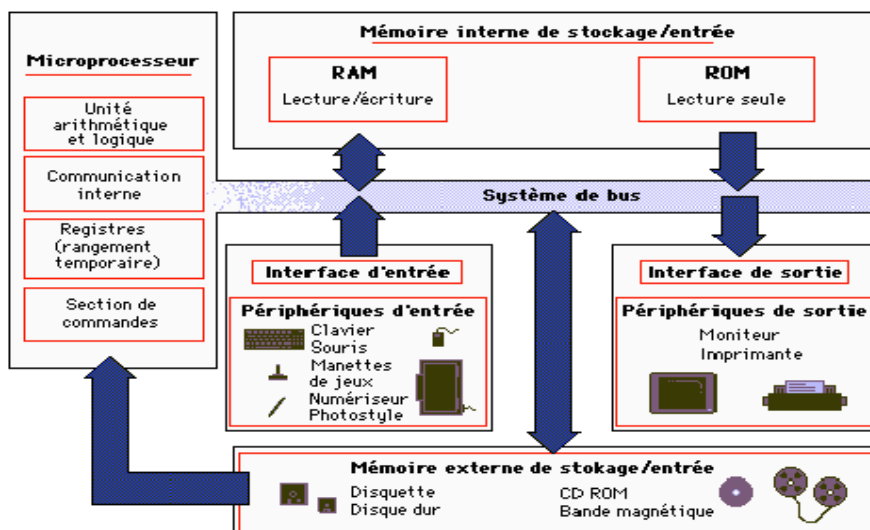 Microprocesseur
Unité
arithmétique
et logique
Communication
interne
Registres
(rangement
temporaire)
Section de
commandes
Mémoire interne de stockage/entrée
RAM
Lecture/écriture
ROM
Lecture seule
Système de bus
Interface d'entrée
Périphériques d'entrée
Clavier
Souris
Manettes
de jeux
Numériseur
Photostyle
Interface de sortie
Périphériques de sortie
Moniteur
Imprimante
Mémoire externe de stokage/entrée
Disquette
Disque dur
CD ROM
Bande magnétique